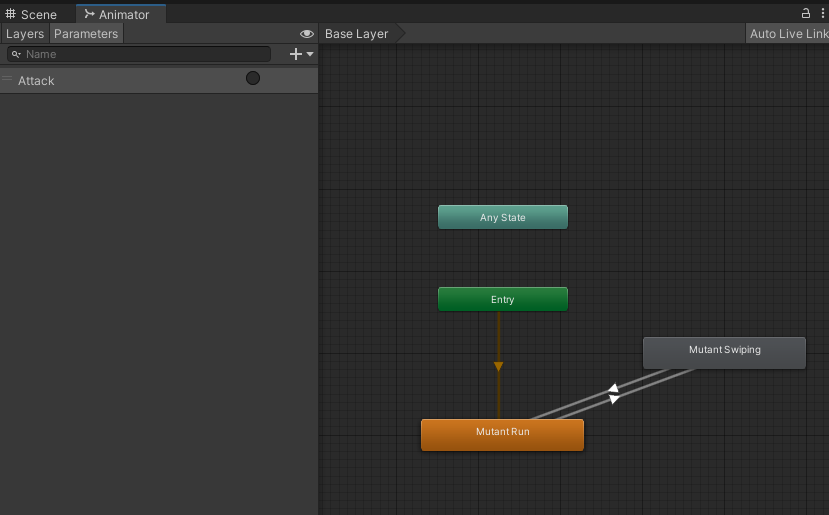 Scene
Animator
Layers
Parameters
Base Layer
Auto Live Link
Name
Attack
Any State
Entry
Mutant Swiping
Mutant Run